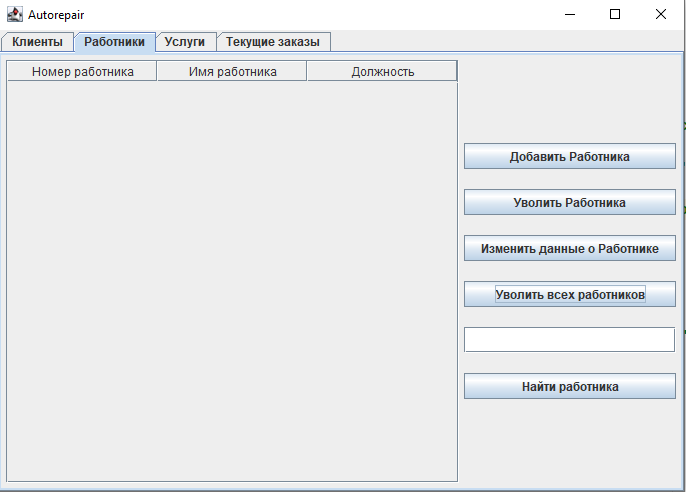 Autorepair
Клиенты Работники Услуги Текущие заказы
Номер работника Имя работника Должность
Добавить Работника
Уволить Работника
Изменить данные о Работнике
Уволить всех работников
Найти работника